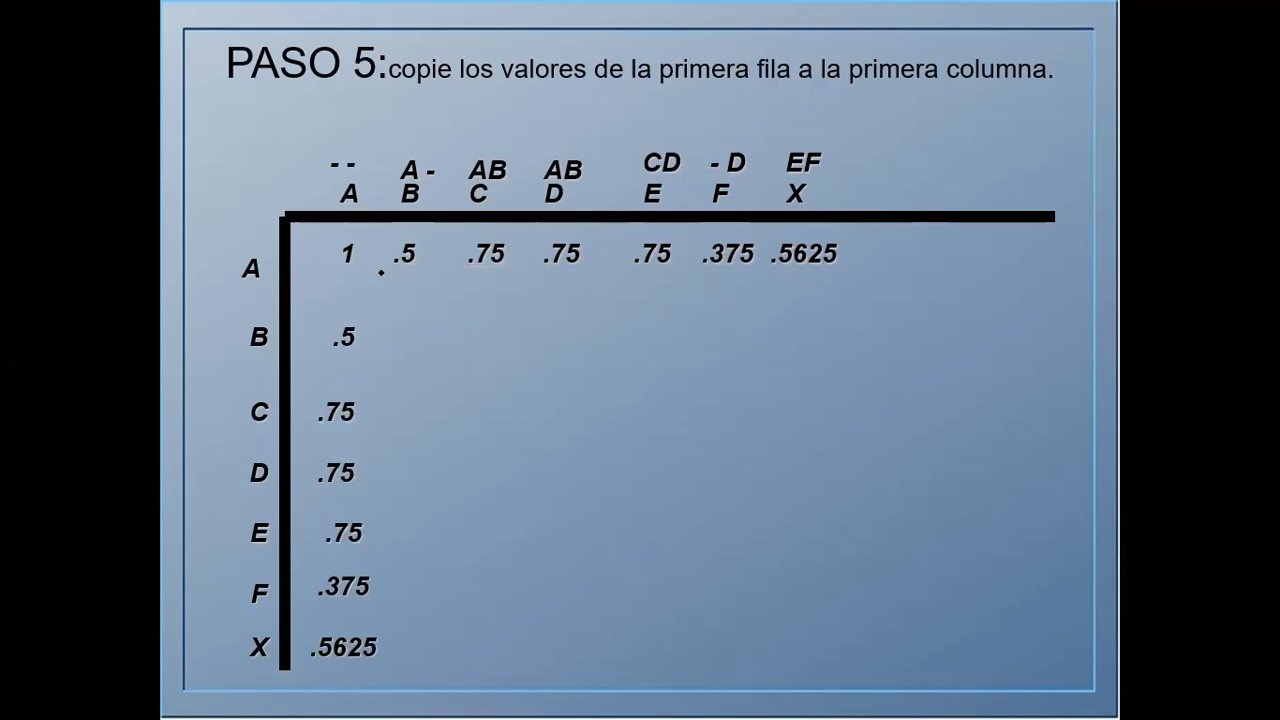 PASO 5:copie los valores de la primera fila a la primera columna.
- - A - AB AB CD - D EF
A B C D E F X
A 1 .5 .75 .75 .75 .375 .5625
B .5
C .75
D .75
E .75
F .375
X .5625